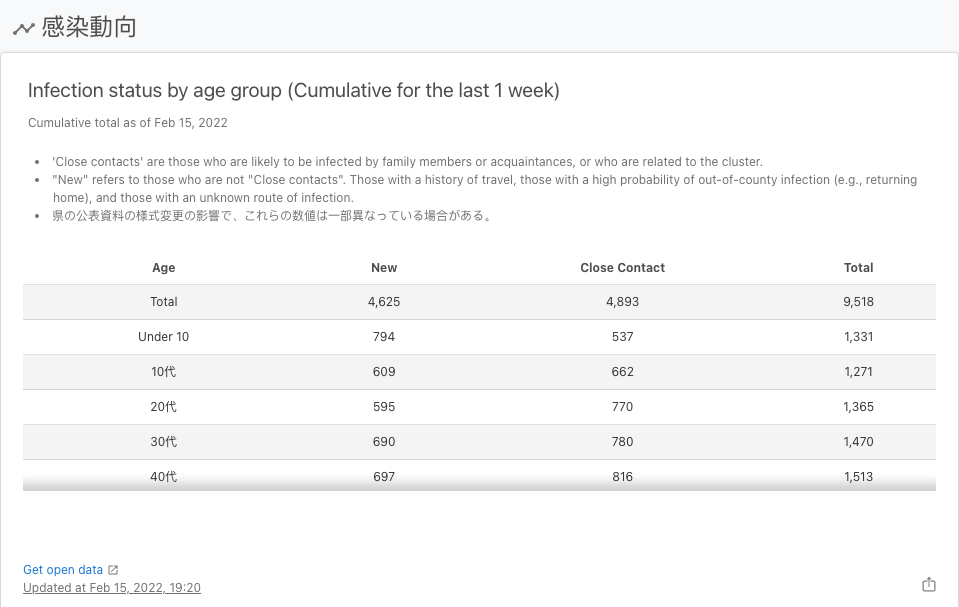 感染動向
Infection status by age group (Cumulative for the last 1 week)
Cumulative total as of Feb 15, 2022
• 'Close contacts' are those who are likely to be infected by family members or acquaintances, or who are related to the cluster.
• "New" refers to those who are not "Close contacts". Those with a history of travel, those with a high probability of out-of-county infection (e.g., returning
home), and those with an unknown route of infection.
• 県の公表資料の様式変更の影響で、これらの数値は一部異なっている場合がある。
Age New Close Contact Total
Total 4,625 4,893 9,518
Under 10 794 537 1,331
10代 609 662 1,271
20代 595 770 1,365
30代 690 780 1,470
40代 697 816 1,513
Get open data
Updated at Feb 15, 2022, 19:20